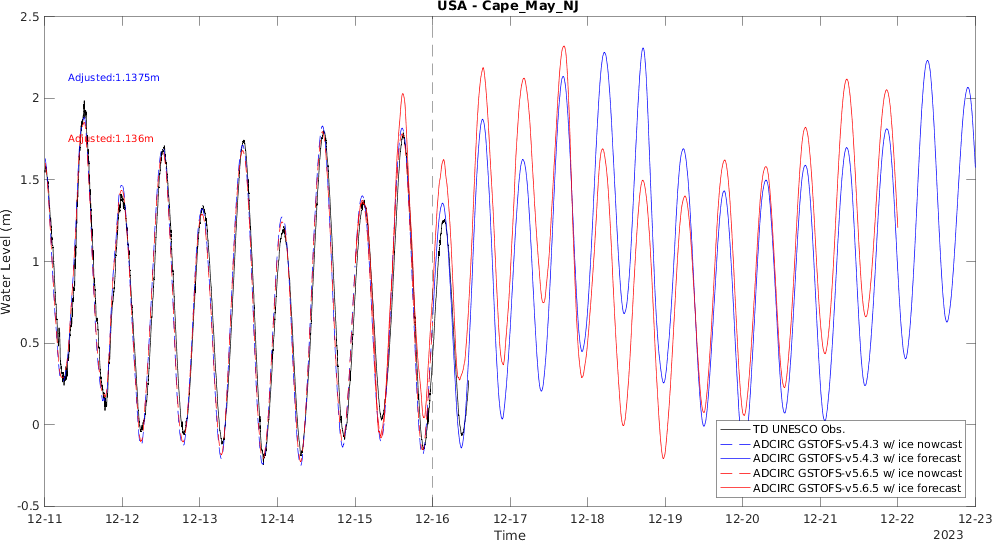 USA - Cape_May_NJ
2.5
2
1.5
1
0.5
0
-0.5
Water Level (m)
Adjusted:1.1375m
Adjusted:1.136m
TD UNESCO Obs.
ADCIRC GSTOFS-v5.4.3 w/ ice nowcast
ADCIRC GSTOFS-v5.4.3 w/ ice forecast
ADCIRC GSTOFS-v5.6.5 w/ ice nowcast
ADCIRC GSTOFS-v5.6.5 w/ ice forecast
12-11 12-12 12-13 12-14 12-15 12-16 12-17 12-18 12-19 12-20 12-21 12-22 12-23
Time
2023